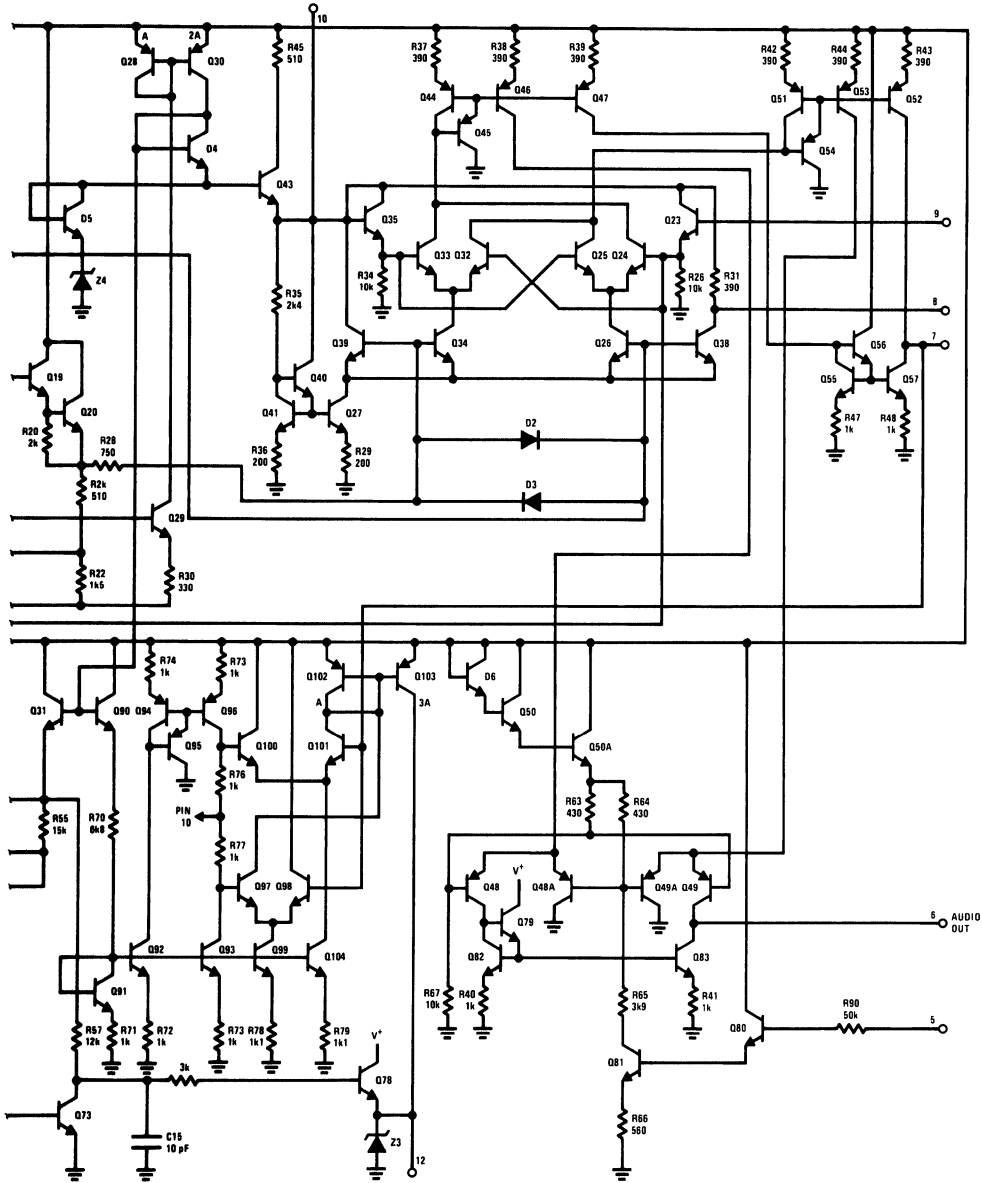 10
A
2A
Q28
Q30
R45
510
R37
390
R38
390
R39
390
R42
390
R44
390
R43
390
Q44
Q46
Q47
Q51
Q53
Q52
Q45
Q54
D4
Q43
D5
Z4
Q35
Q23
9
Q33
Q32
Q25
Q24
R34
10k
R26
10k
R31
390
R35
2k4
8
Q39
Q34
Q26
Q38
Q56
7
Q19
Q20
Q40
Q41
Q27
Q55
Q57
R20
2k
R28
750
R36
200
R29
200
D2
R47
1k
R48
1k
R2k
510
D3
Q29
R22
1k5
R30
330
R74
1k
R73
1k
Q102
Q103
A
3A
D6
Q31
Q90
Q94
Q96
Q50
Q95
Q100
Q101
Q50A
R76
1k
R63
430
R64
430
PIN
10
R55
15k
R70
6k8
R77
1k
V+
Q97
Q98
Q48
Q48A
Q49A
Q49
Q79
6
AUDIO
OUT
Q92
Q93
Q99
Q104
Q82
Q83
Q91
R67
10k
R40
1k
R65
3k9
R41
1k
R90
50k
5
R57
12k
R71
1k
R72
1k
R73
1k
R78
1k1
R79
1k1
V+
Q80
Q81
3k
Q78
Q73
C15
10 pF
Z3
R66
560
12